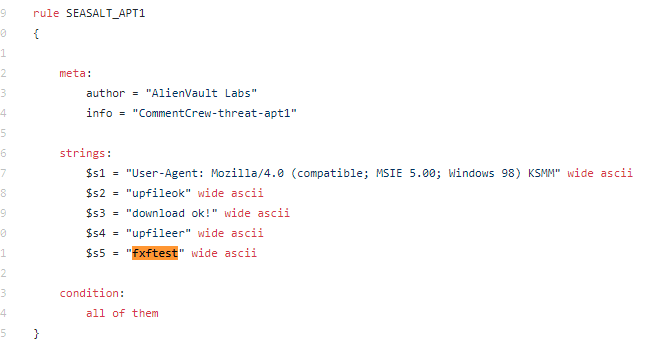 9 rule SEASALT_APT1
0 {
1
2 meta:
3 author = "AlienVault Labs"
4 info = "CommentCrew-threat-apt1"
5
6 strings:
7 $s1 = "User-Agent: Mozilla/4.0 (compatible; MSIE 5.00; Windows 98) KSMM" wide ascii
8 $s2 = "upfileok" wide ascii
9 $s3 = "download ok!" wide ascii
0 $s4 = "upfileer" wide ascii
1 $s5 = "fxftest" wide ascii
2
3 condition:
4 all of them
5 }